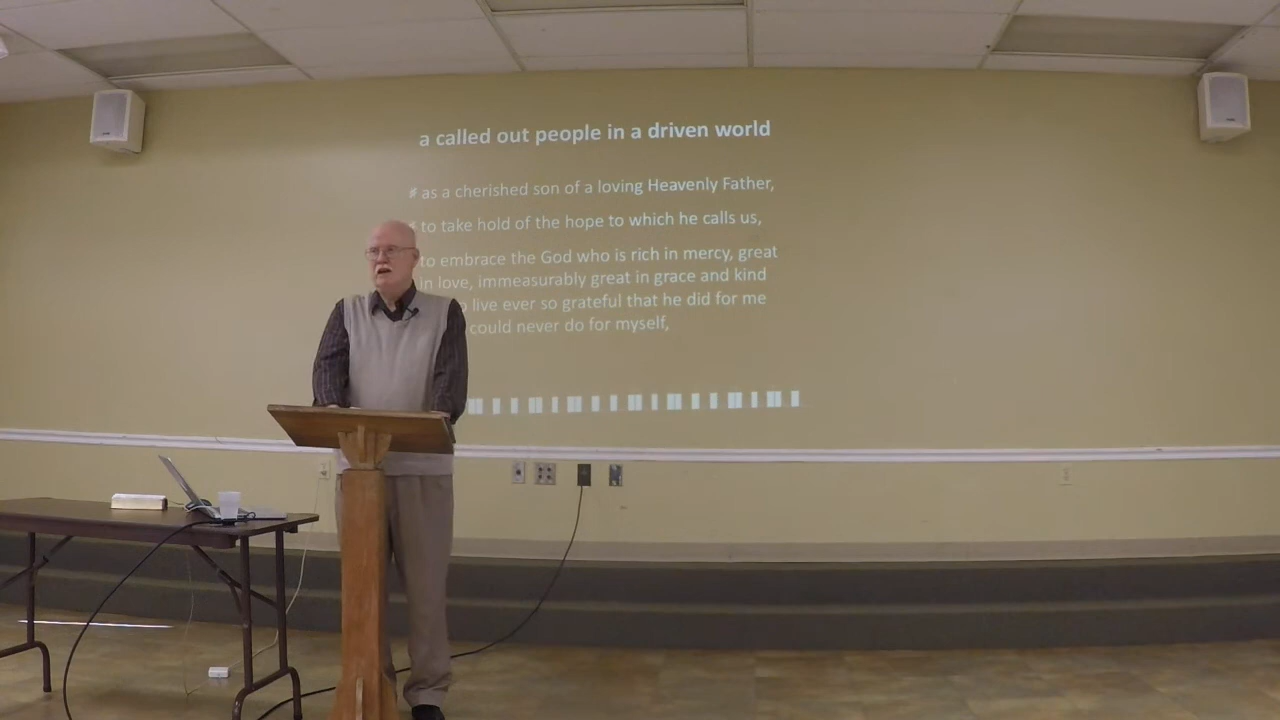 a called out people in a driven world
# as a cherished son of a loving Heavenly Father,
to take hold of the hope to which he calls us,
to embrace the God who is rich in mercy, great
in love, immeasurably great in grace and kind
live ever so grateful that he did for me
could never do for myself,